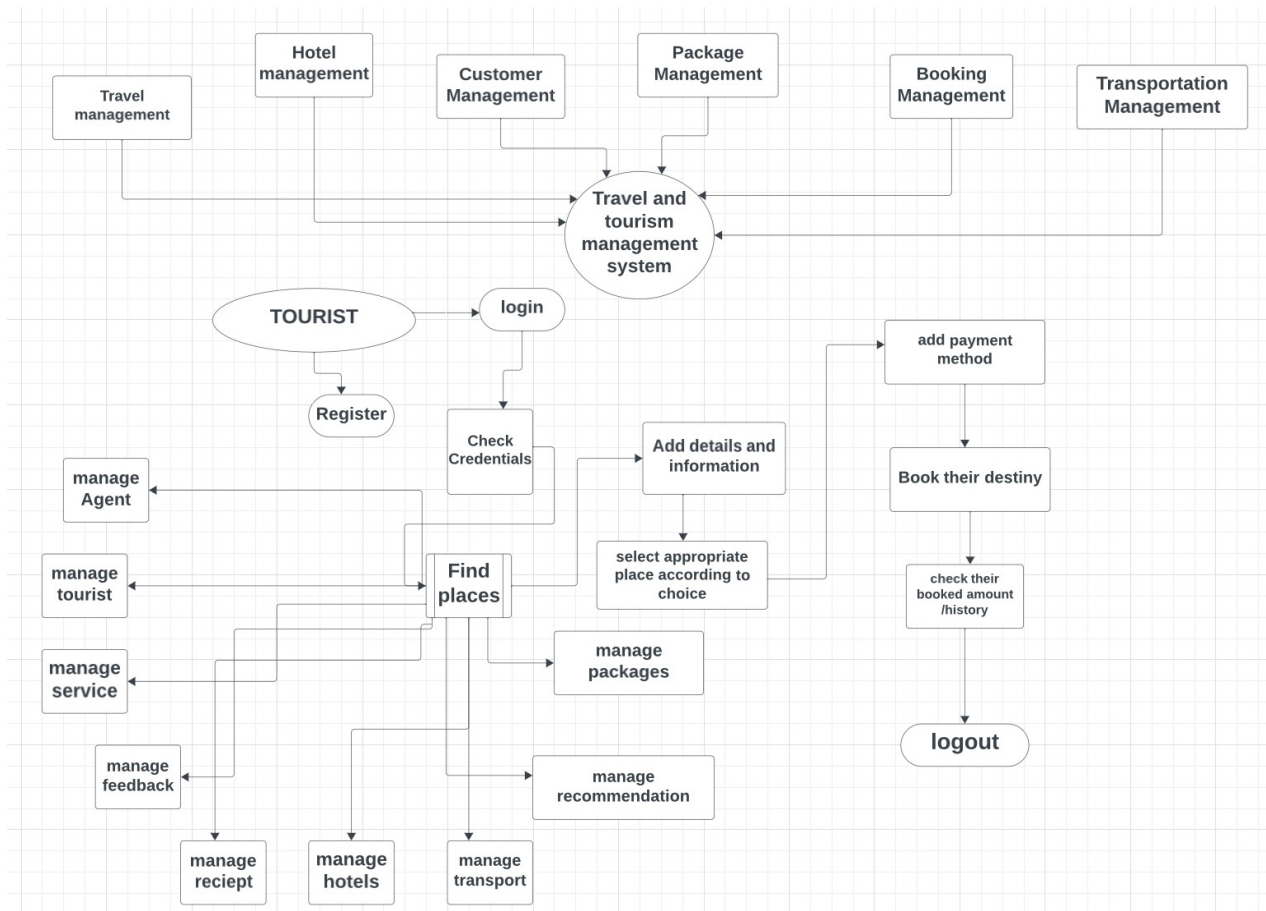 Hotel
management
Customer
Management
Package
Management
Booking
Management
Transportation
Management
Travel
management
Travel and
tourism
management
system
TOURIST
login
Register
Check
Credentials
add payment
method
Add details and
information
Book their destiny
manage
Agent
Find
places
select appropriate
place according to
choice
check their
booked amount
/history
manage
tourist
manage
service
manage
packages
logout
manage
feedback
manage
recommendation
manage
reciept
manage
hotels
manage
transport